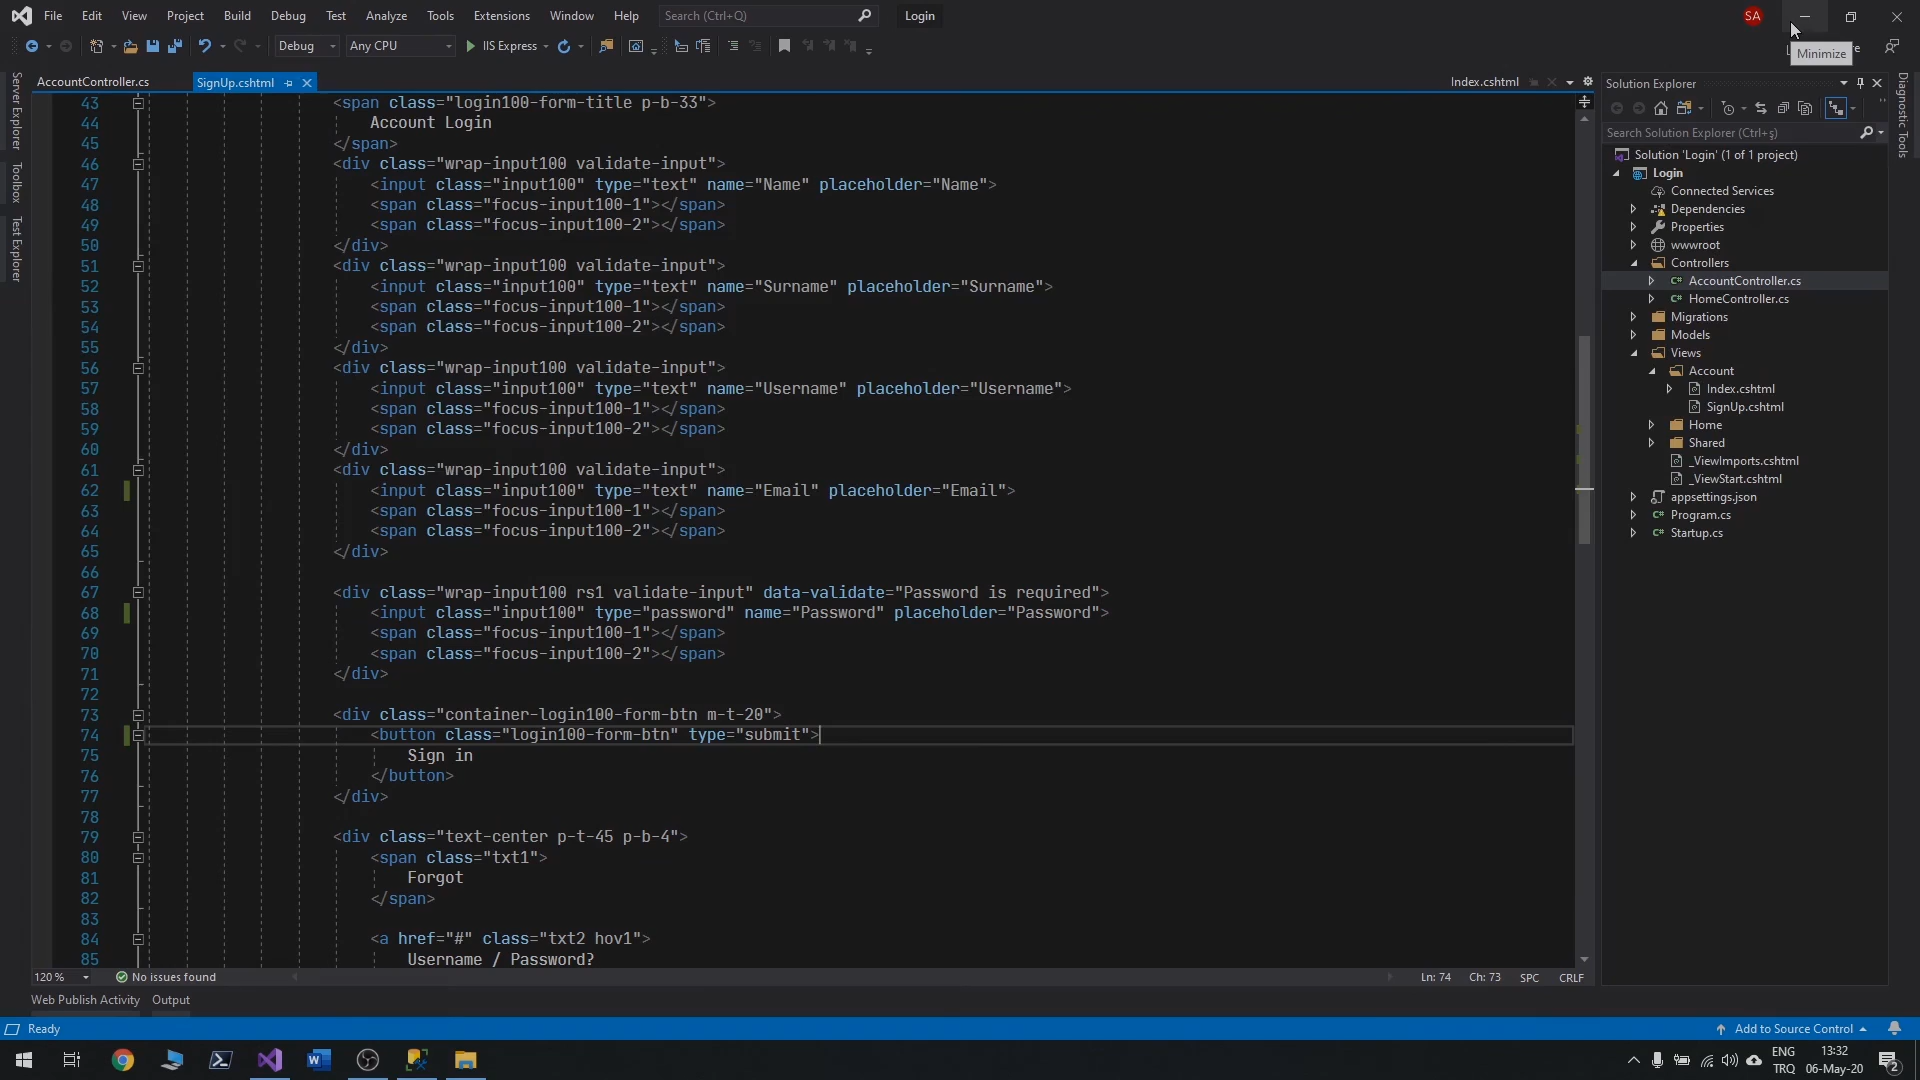 File Edit View Project Build Debug Test Analyze Tools Extensions Window Help Search (Ctrl+Q) Login SA
Debug Any CPU IIS Express
Minimize
AccountController.cs SignUp.cshtml Index.cshtml
Server Explorer
Toolbox
Test Explorer
43 <span class="login100-form-title p-b-33">
44 Account Login
45 </span>
46 <div class="wrap-input100 validate-input">
47 <input class="input100" type="text" name="Name" placeholder="Name">
48 <span class="focus-input100-1"></span>
49 <span class="focus-input100-2"></span>
50 </div>
51 <div class="wrap-input100 validate-input">
52 <input class="input100" type="text" name="Surname" placeholder="Surname">
53 <span class="focus-input100-1"></span>
54 <span class="focus-input100-2"></span>
55 </div>
56 <div class="wrap-input100 validate-input">
57 <input class="input100" type="text" name="Username" placeholder="Username">
58 <span class="focus-input100-1"></span>
59 <span class="focus-input100-2"></span>
60 </div>
61 <div class="wrap-input100 validate-input">
62 <input class="input100" type="text" name="Email" placeholder="Email">
63 <span class="focus-input100-1"></span>
64 <span class="focus-input100-2"></span>
65 </div>
66
67 <div class="wrap-input100 rs1 validate-input" data-validate="Password is required">
68 <input class="input100" type="password" name="Password" placeholder="Password">
69 <span class="focus-input100-1"></span>
70 <span class="focus-input100-2"></span>
71 </div>
72
73 <div class="container-login100-form-btn m-t-20">
74 <button class="login100-form-btn" type="submit">
75 Sign in
76 </button>
77 </div>
78
79 <div class="text-center p-t-45 p-b-4">
80 <span class="txt1">
81 Forgot
82 </span>
83
84 <a href="#" class="txt2 hov1">
85 Username / Password?
120 % No issues found Ln: 74 Ch: 73 SPC CRLF
Web Publish Activity Output
Solution Explorer
Search Solution Explorer (Ctrl+ş)
Solution 'Login' (1 of 1 project)
Login
Connected Services
Dependencies
Properties
wwwroot
Controllers
C# AccountController.cs
C# HomeController.cs
Migrations
Models
Views
Account
Index.cshtml
SignUp.cshtml
Home
Shared
_ViewImports.cshtml
_ViewStart.cshtml
appsettings.json
C# Program.cs
C# Startup.cs
Diagnostic Tools
Ready Add to Source Control
ENG 13:32
TRQ 06-May-20 2